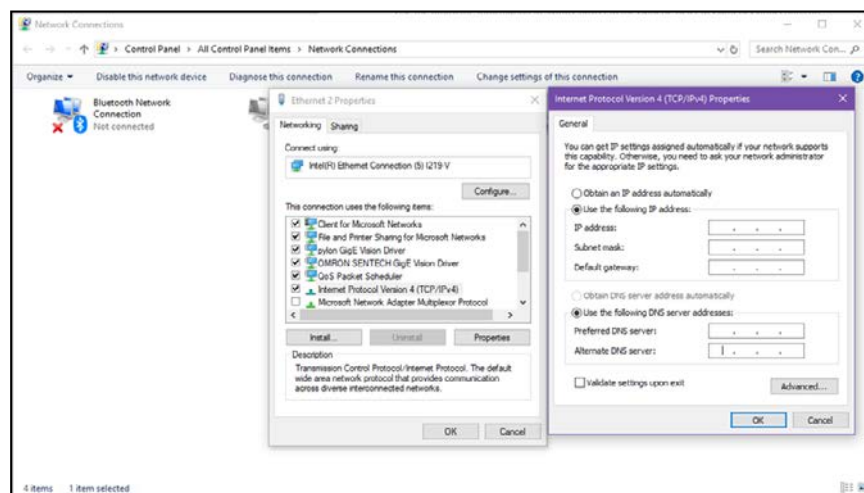 Network Connections
Control Panel > All Control Panel Items > Network Connections
Search Network Con...
Organize
Disable this network device
Diagnose this connection
Rename this connection
Change settings of this connection
Bluetooth Network
Connection
Not connected
Ethernet 2 Properties
Networking
Sharing
Connect using:
Intel(R) Ethernet Connection (5) I219 V
Configure...
This connection uses the following items:
Client for Microsoft Networks
File and Printer Sharing for Microsoft Networks
pylon GigE Vision Driver
OMRON SENTECH GigE Vision Driver
QoS Packet Scheduler
Internet Protocol Version 4 (TCP/IPv4)
Microsoft Network Adapter Multiplexor Protocol
Install...
Uninstall
Properties
Description
Transmission Control Protocol/Internet Protocol. The default
wide area network protocol that provides communication
across diverse interconnected networks.
OK
Cancel
Internet Protocol Version 4 (TCP/IPv4) Properties
General
You can get IP settings assigned automatically if your network supports
this capability. Otherwise, you need to ask your network administrator
for the appropriate IP settings.
Obtain an IP address automatically
Use the following IP address:
IP address:
Subnet mask:
Default gateway:
Obtain DNS server address automatically
Use the following DNS server addresses:
Preferred DNS server:
Alternate DNS server:
Validate settings upon exit
Advanced...
OK
Cancel
4 items
1 item selected